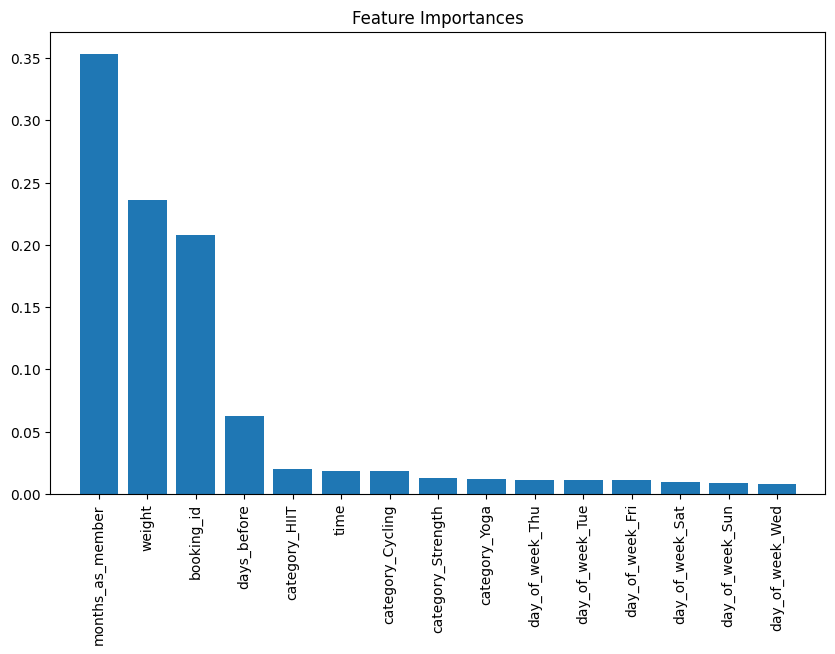 Feature Importances
0.35
0.30
0.25
0.20
0.15
0.10
0.05
0.00
months_as_member
weight
booking_id
days_before
category_HIIT
time
category_Cycling
category_Strength
category_Yoga
day_of_week_Thu
day_of_week_Tue
day_of_week_Fri
day_of_week_Sat
day_of_week_Sun
day_of_week_Wed